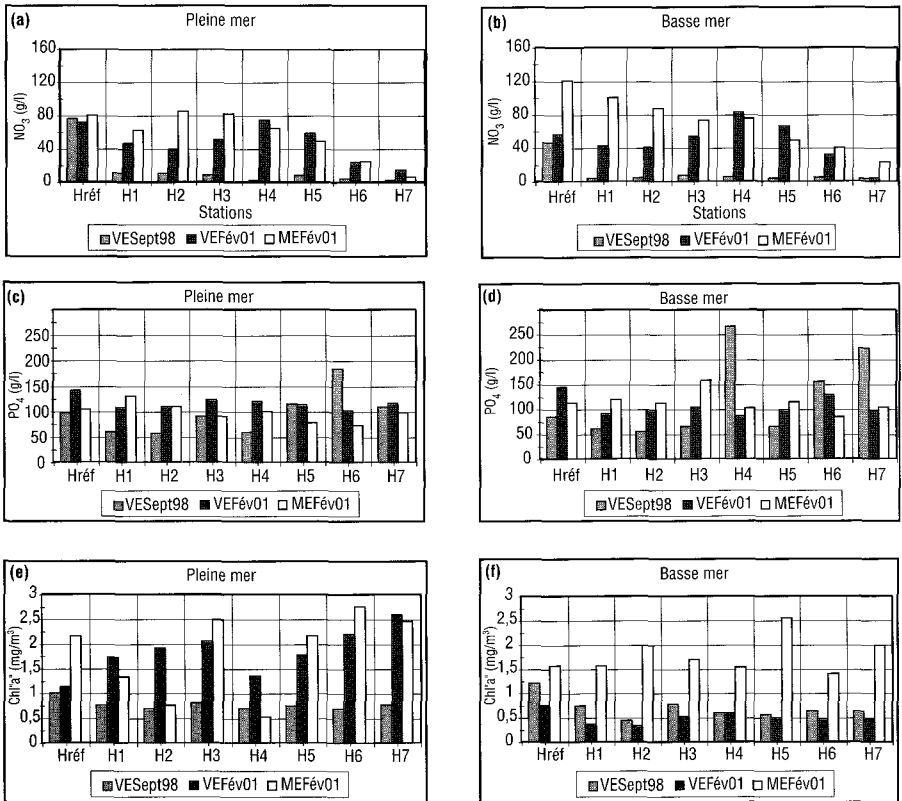 (a)
Pleine mer
NO3 (g/l)
160
120
80
40
0
Hréf H1 H2 H3 H4 H5 H6 H7
Stations
VESept98 VEFév01 MEFév01
(b)
Basse mer
NO3 (g/l)
160
120
80
40
0
Hréf H1 H2 H3 H4 H5 H6 H7
Stations
VESept98 VEFév01 MEFév01
(c)
Pleine mer
PO4 (g/l)
250
200
150
100
50
0
Hréf H1 H2 H3 H4 H5 H6 H7
VESept98 VEFév01 MEFév01
(d)
Basse mer
PO4 (g/l)
250
200
150
100
50
0
Hréf H1 H2 H3 H4 H5 H6 H7
VESept98 VEFév01 MEFév01
(e)
Pleine mer
Chl"a" (mg/m3)
3
2,5
2
1,5
1
0,5
0
Hréf H1 H2 H3 H4 H5 H6 H7
VESept98 VEFév01 MEFév01
(f)
Basse mer
Chl"a" (mg/m3)
3
2,5
2
1,5
1
0,5
0
Hréf H1 H2 H3 H4 H5 H6 H7
VESept98 VEFév01 MEFév01